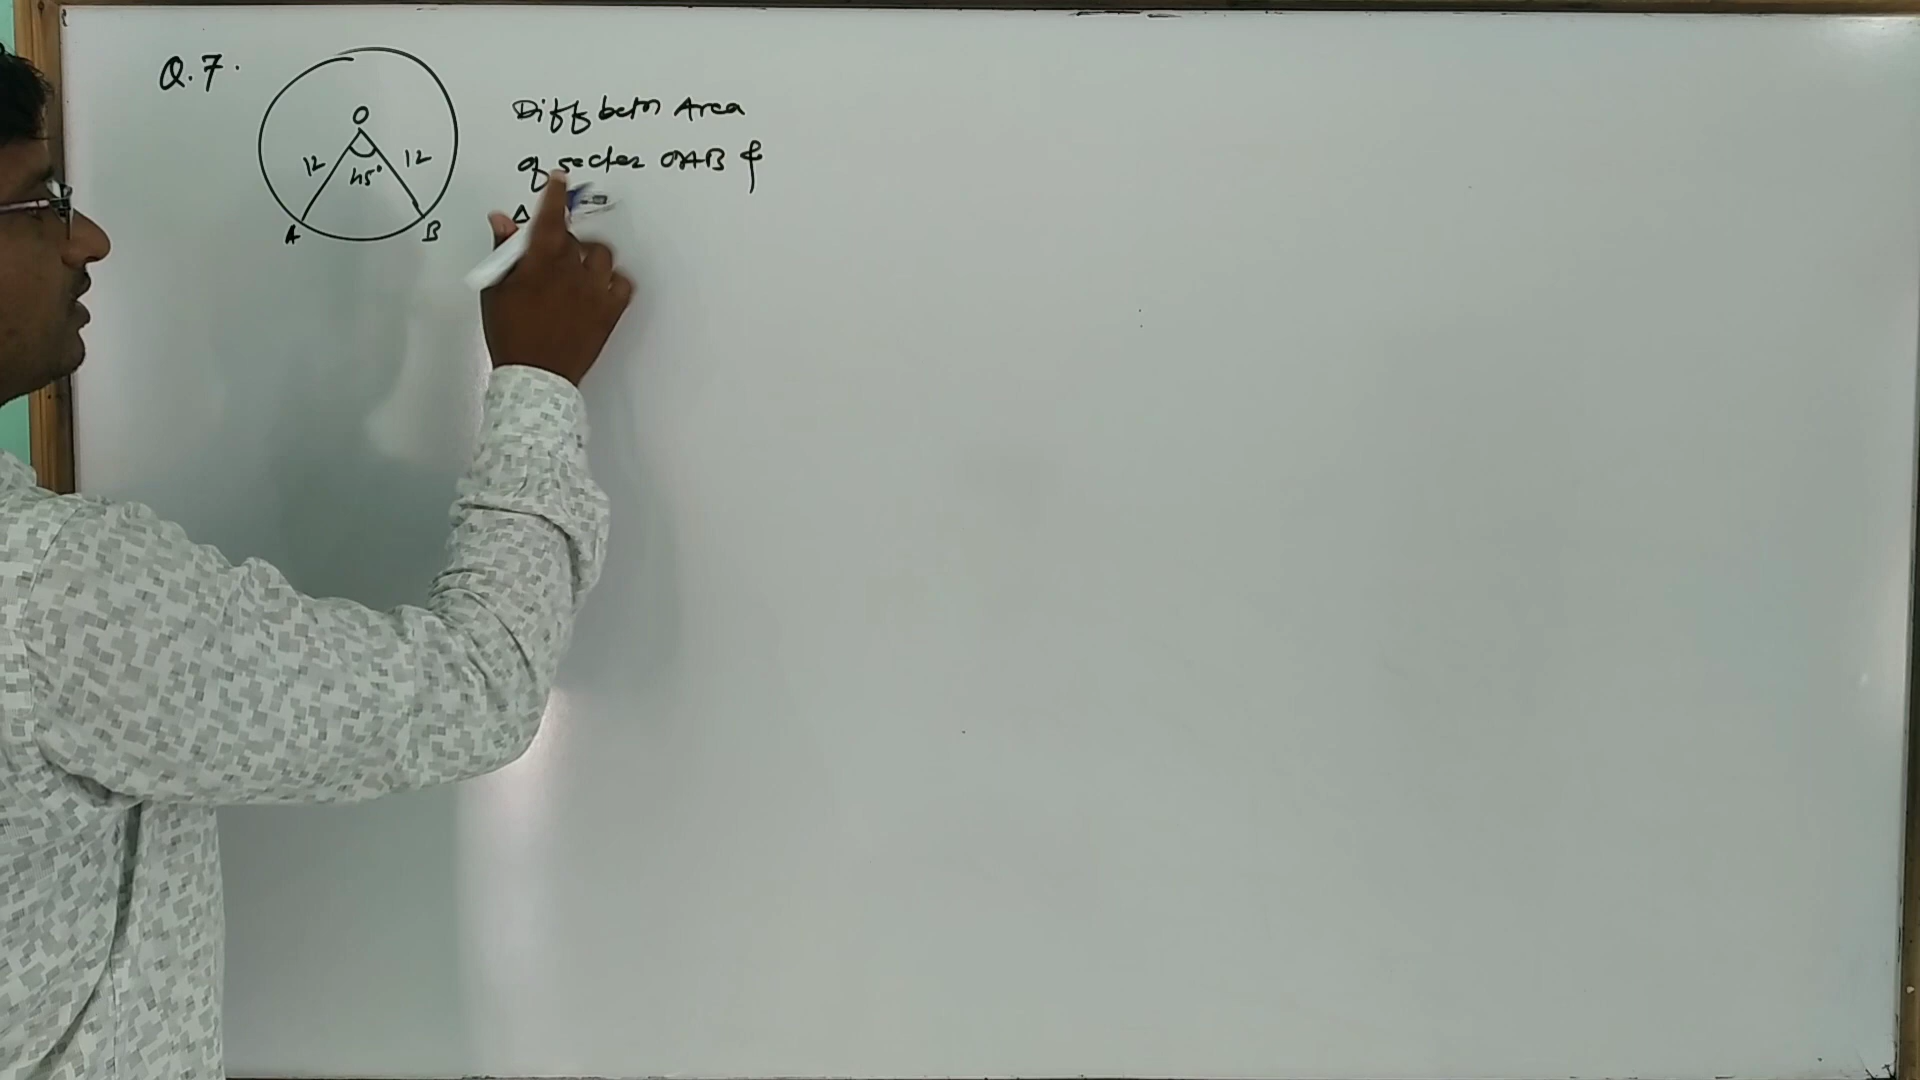 Q.7.
O
12
12
45°
A
B
Diff betn Area
of sector OAB &
Δ